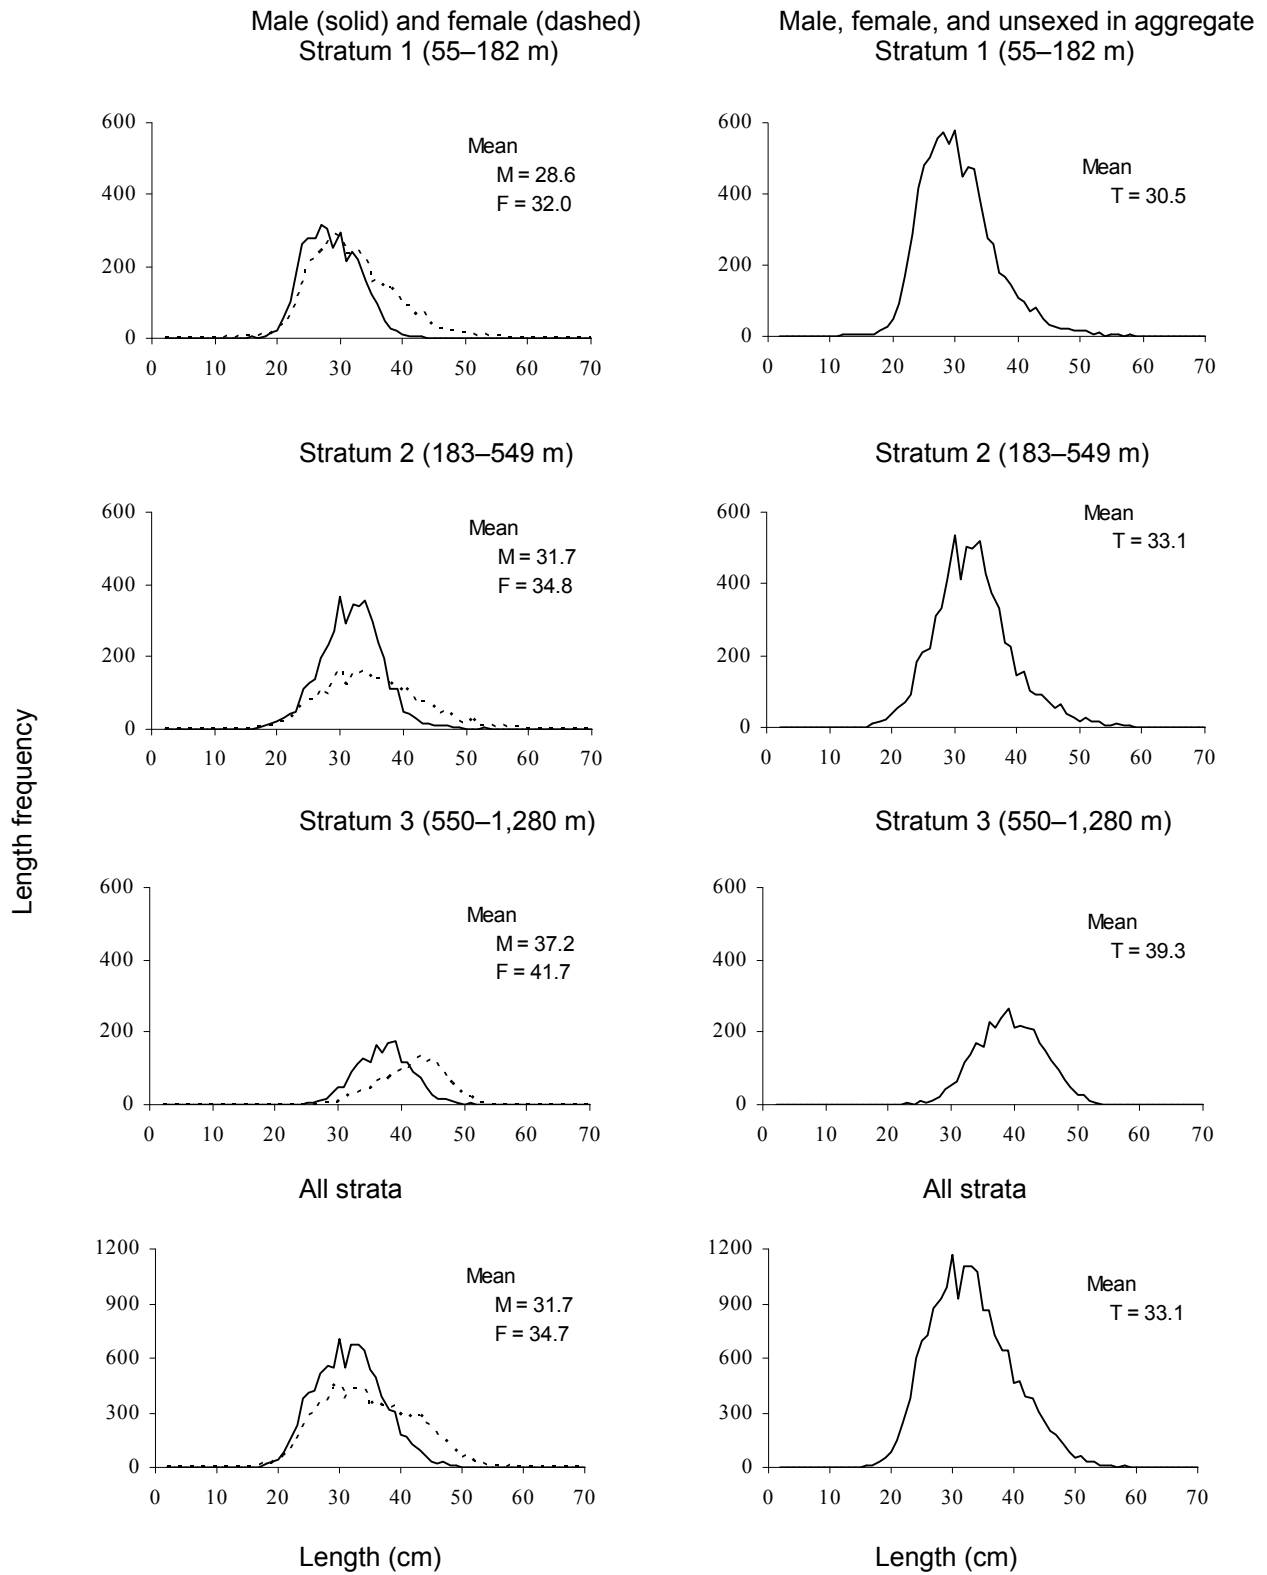 Male (solid) and female (dashed)
Stratum 1 (55–182 m)
Male, female, and unsexed in aggregate
Stratum 1 (55–182 m)
600
400
200
0
0 10 20 30 40 50 60 70
Mean
M = 28.6
F = 32.0
600
400
200
0
0 10 20 30 40 50 60 70
Mean
T = 30.5
Stratum 2 (183–549 m)
600
400
200
0
0 10 20 30 40 50 60 70
Mean
M = 31.7
F = 34.8
Stratum 2 (183–549 m)
600
400
200
0
0 10 20 30 40 50 60 70
Mean
T = 33.1
Length frequency
Stratum 3 (550–1,280 m)
600
400
200
0
0 10 20 30 40 50 60 70
Mean
M = 37.2
F = 41.7
Stratum 3 (550–1,280 m)
600
400
200
0
0 10 20 30 40 50 60 70
Mean
T = 39.3
All strata
1200
900
600
300
0
0 10 20 30 40 50 60 70
Mean
M = 31.7
F = 34.7
Length (cm)
All strata
1200
900
600
300
0
0 10 20 30 40 50 60 70
Mean
T = 33.1
Length (cm)